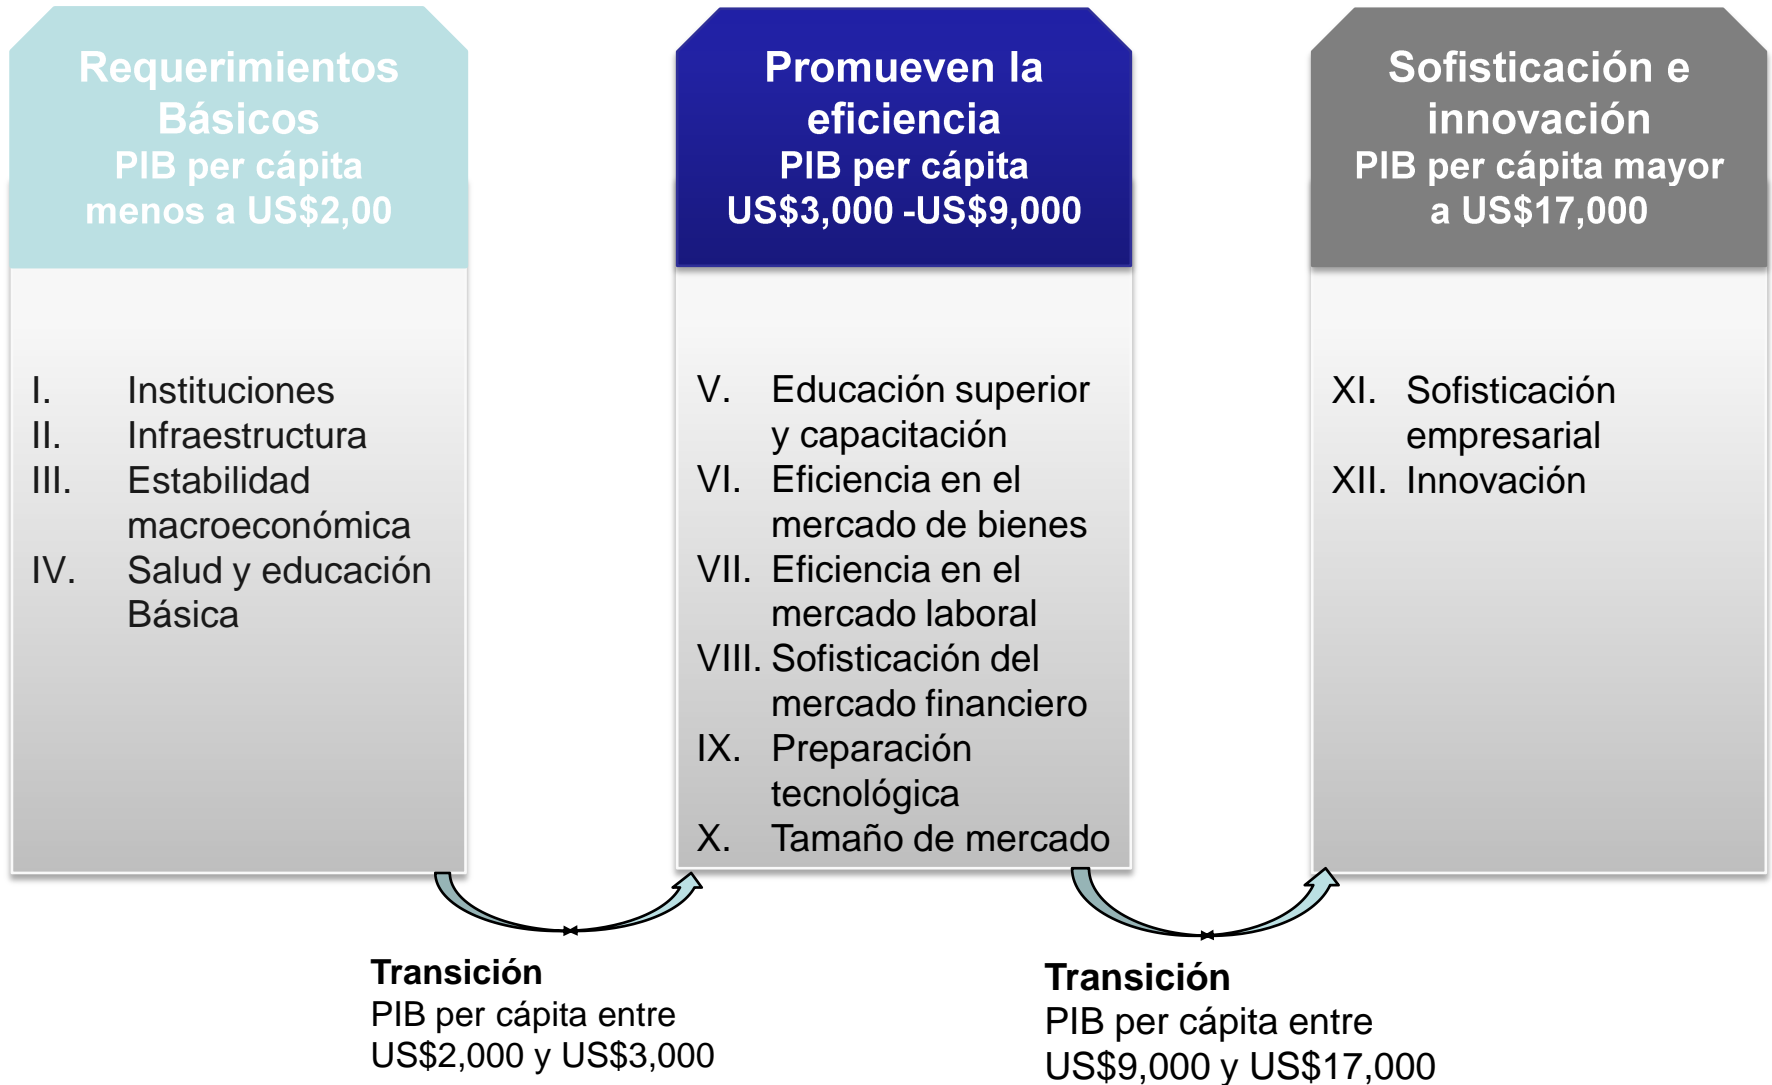 Requerimientos
Básicos
PIB per cápita
menos a US$2,00
I. Instituciones
II. Infraestructura
III. Estabilidad
macroeconómica
IV. Salud y educación
Básica
Promueven la
eficiencia
PIB per cápita
US$3,000 -US$9,000
V. Educación superior
y capacitación
VI. Eficiencia en el
mercado de bienes
VII. Eficiencia en el
mercado laboral
VIII. Sofisticación del
mercado financiero
IX. Preparación
tecnológica
X. Tamaño de mercado
Sofisticación e
innovación
PIB per cápita mayor
a US$17,000
XI. Sofisticación
empresarial
XII. Innovación
Transición
PIB per cápita entre
US$2,000 y US$3,000
Transición
PIB per cápita entre
US$9,000 y US$17,000